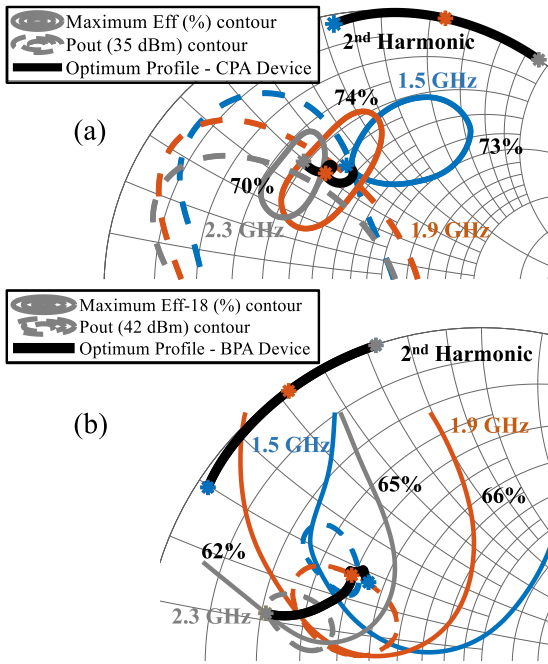 Maximum Eff (%) contour
Pout (35 dBm) contour
Optimum Profile - CPA Device
2nd Harmonic
(a)
1.5 GHz
74%
73%
70%
2.3 GHz
1.9 GHz
Maximum Eff-18 (%) contour
Pout (42 dBm) contour
Optimum Profile - BPA Device
2nd Harmonic
(b)
1.5 GHz
1.9 GHz
65%
66%
62%
2.3 GHz